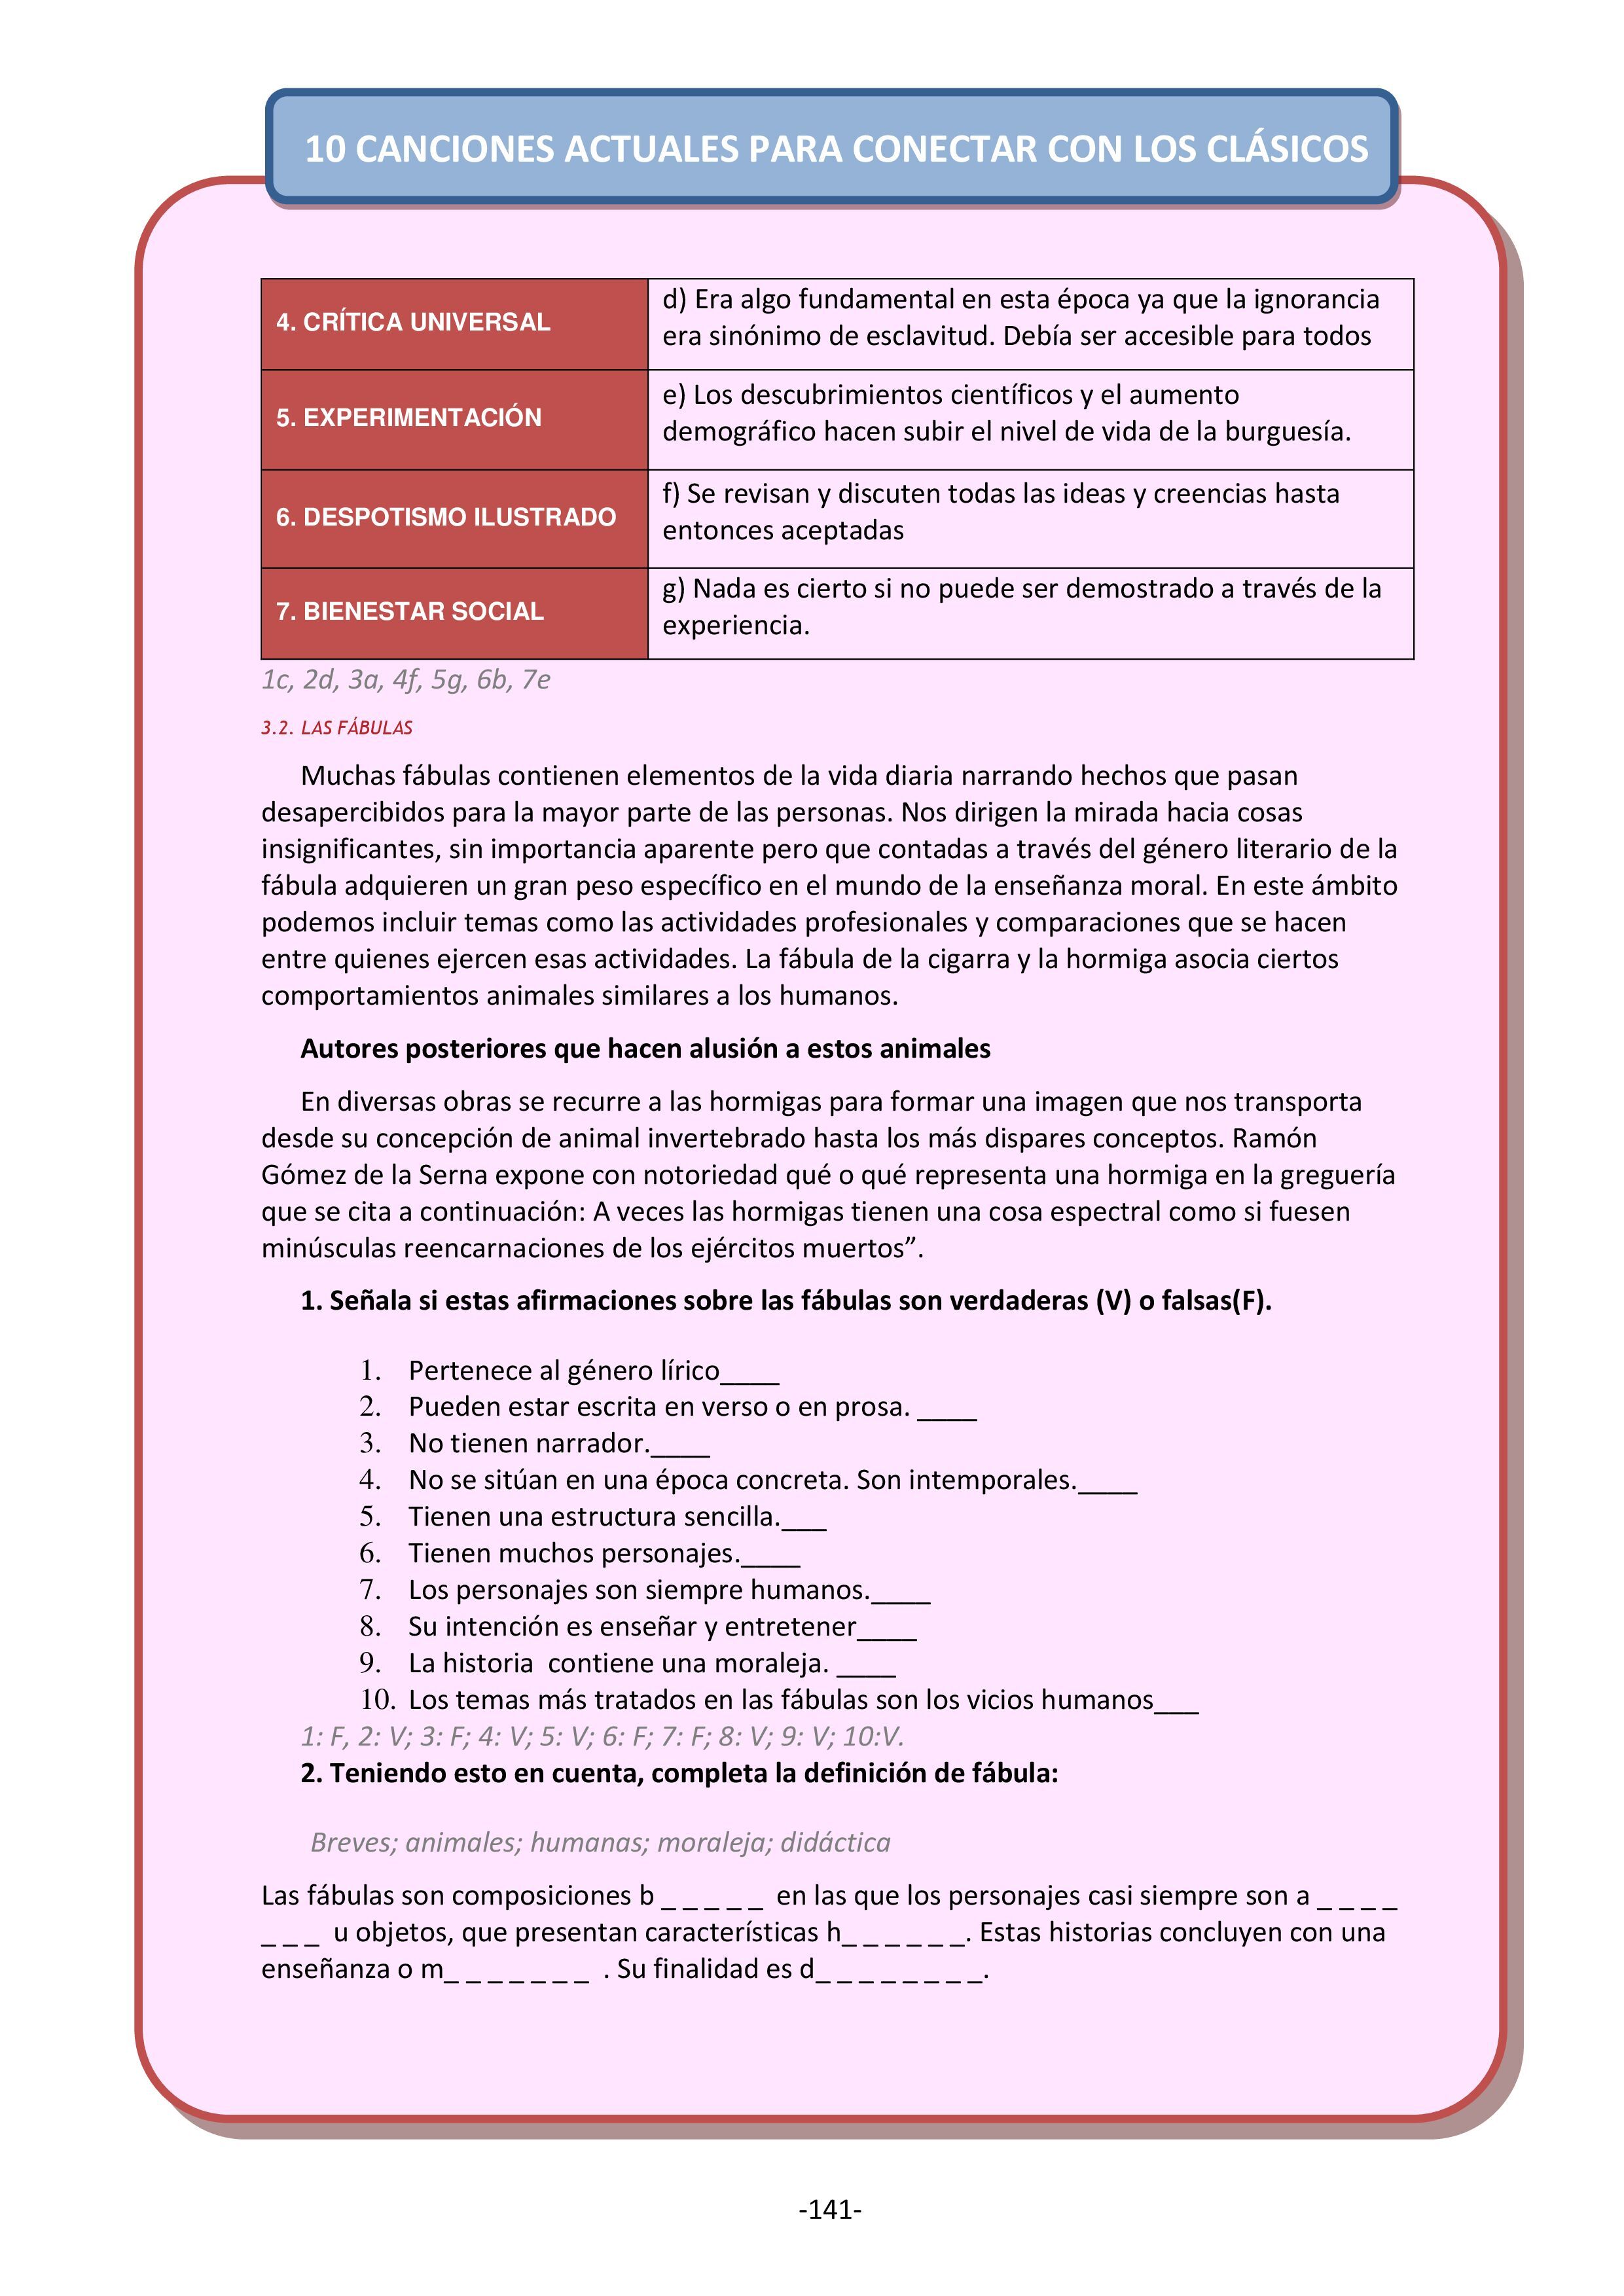 10 CANCIONES ACTUALES PARA CONECTAR CON LOS CLÁSICOS
4. CRÍTICA UNIVERSAL
d) Era algo fundamental en esta época ya que la ignorancia
era sinónimo de esclavitud. Debía ser accesible para todos
5. EXPERIMENTACIÓN
e) Los descubrimientos científicos y el aumento
demográfico hacen subir el nivel de vida de la burguesía.
6. DESPOTISMO ILUSTRADO
f) Se revisan y discuten todas las ideas y creencias hasta
entonces aceptadas
7. BIENESTAR SOCIAL
g) Nada es cierto si no puede ser demostrado a través de la
experiencia.
1c, 2d, 3a, 4f, 5g, 6b, 7e
3.2. LAS FÁBULAS
Muchas fábulas contienen elementos de la vida diaria narrando hechos que pasan
desapercibidos para la mayor parte de las personas. Nos dirigen la mirada hacia cosas
insignificantes, sin importancia aparente pero que contadas a través del género literario de la
fábula adquieren un gran peso específico en el mundo de la enseñanza moral. En este ámbito
podemos incluir temas como las actividades profesionales y comparaciones que se hacen
entre quienes ejercen esas actividades. La fábula de la cigarra y la hormiga asocia ciertos
comportamientos animales similares a los humanos.
Autores posteriores que hacen alusión a estos animales
En diversas obras se recurre a las hormigas para formar una imagen que nos transporta
desde su concepción de animal invertebrado hasta los más dispares conceptos. Ramón
Gómez de la Serna expone con notoriedad qué o qué representa una hormiga en la greguería
que se cita a continuación: A veces las hormigas tienen una cosa espectral como si fuesen
minúsculas reencarnaciones de los ejércitos muertos”.
1. Señala si estas afirmaciones sobre las fábulas son verdaderas (V) o falsas(F).
1. Pertenece al género lírico____
2. Pueden estar escrita en verso o en prosa. ____
3. No tienen narrador.____
4. No se sitúan en una época concreta. Son intemporales.____
5. Tienen una estructura sencilla.___
6. Tienen muchos personajes.____
7. Los personajes son siempre humanos.____
8. Su intención es enseñar y entretener____
9. La historia  contiene una moraleja. ____
10. Los temas más tratados en las fábulas son los vicios humanos___
1: F, 2: V; 3: F; 4: V; 5: V; 6: F; 7: F; 8: V; 9: V; 10:V.
2. Teniendo esto en cuenta, completa la definición de fábula:
Breves; animales; humanas; moraleja; didáctica
Las fábulas son composiciones b _ _ _ _ _ en las que los personajes casi siempre son a _ _ _ _
_ _ _ u objetos, que presentan características h_ _ _ _ _ _. Estas historias concluyen con una
enseñanza o m_ _ _ _ _ _ _ . Su finalidad es d_ _ _ _ _ _ _ _.
-141-